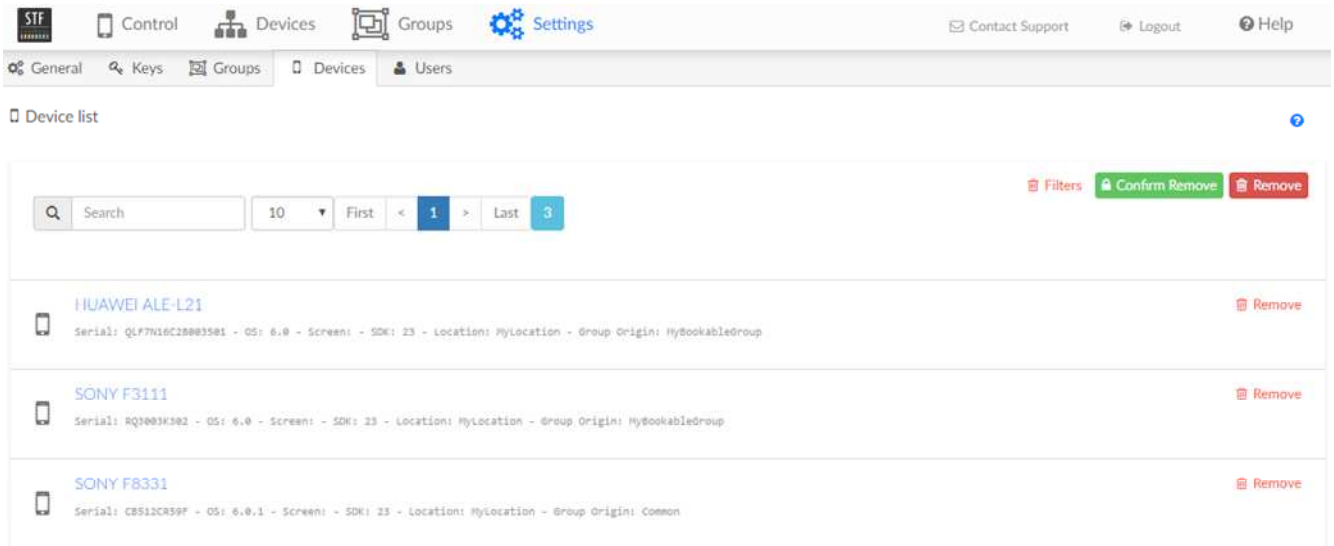 STF Control Devices Groups Settings Contact Support Logout Help
General Keys Groups Devices Users
Device list
Filters Confirm Remove Remove
Search 10 First < 1 > Last 3
HUAWEI ALE-L21 Remove
Serial: QLF7N16C28003501 - OS: 6.0 - Screen: - SDK: 23 - Location: MyLocation - Group Origin: MyBookableGroup
SONY F3111 Remove
Serial: RQ3003K302 - OS: 6.0 - Screen: - SDK: 23 - Location: MyLocation - Group Origin: MyBookableGroup
SONY F8331 Remove
Serial: CB512CR59F - OS: 6.0.1 - Screen: - SDK: 23 - Location: MyLocation - Group Origin: Common